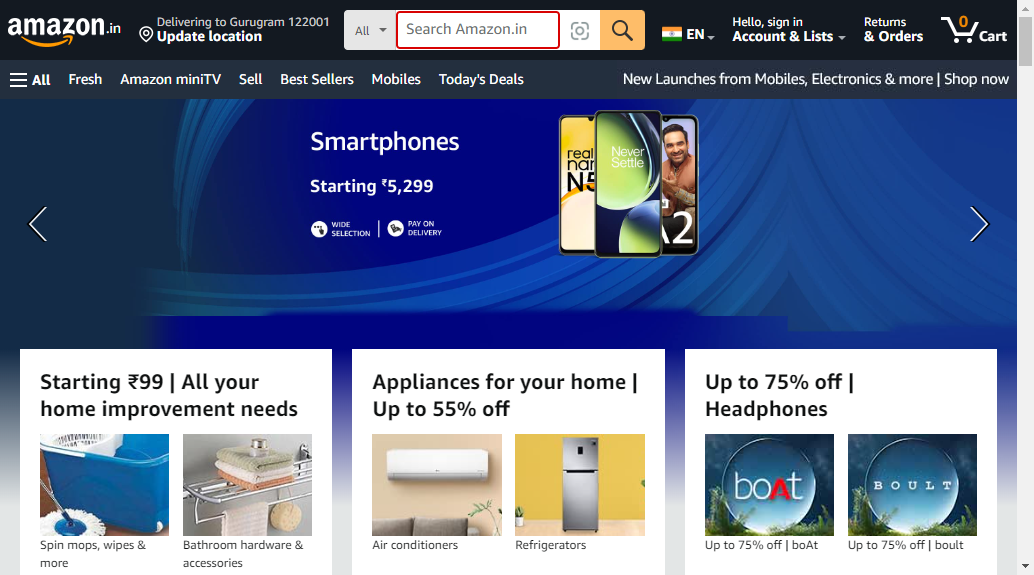 amazon.in
Delivering to Gurugram 122001
Update location
All
Search Amazon.in
EN
Hello, sign in
Account & Lists
Returns
& Orders
0
Cart
All
Fresh
Amazon miniTV
Sell
Best Sellers
Mobiles
Today's Deals
New Launches from Mobiles, Electronics & more | Shop now
Smartphones
Starting ₹5,299
WIDE
SELECTION
PAY ON
DELIVERY
real
nar
N5
Never
Settle
A2
Starting ₹99 | All your
home improvement needs
Spin mops, wipes &
more
Bathroom hardware &
accessories
Appliances for your home |
Up to 55% off
Air conditioners
Refrigerators
Up to 75% off |
Headphones
boAt
BOULT
Up to 75% off | boAt
Up to 75% off | boult